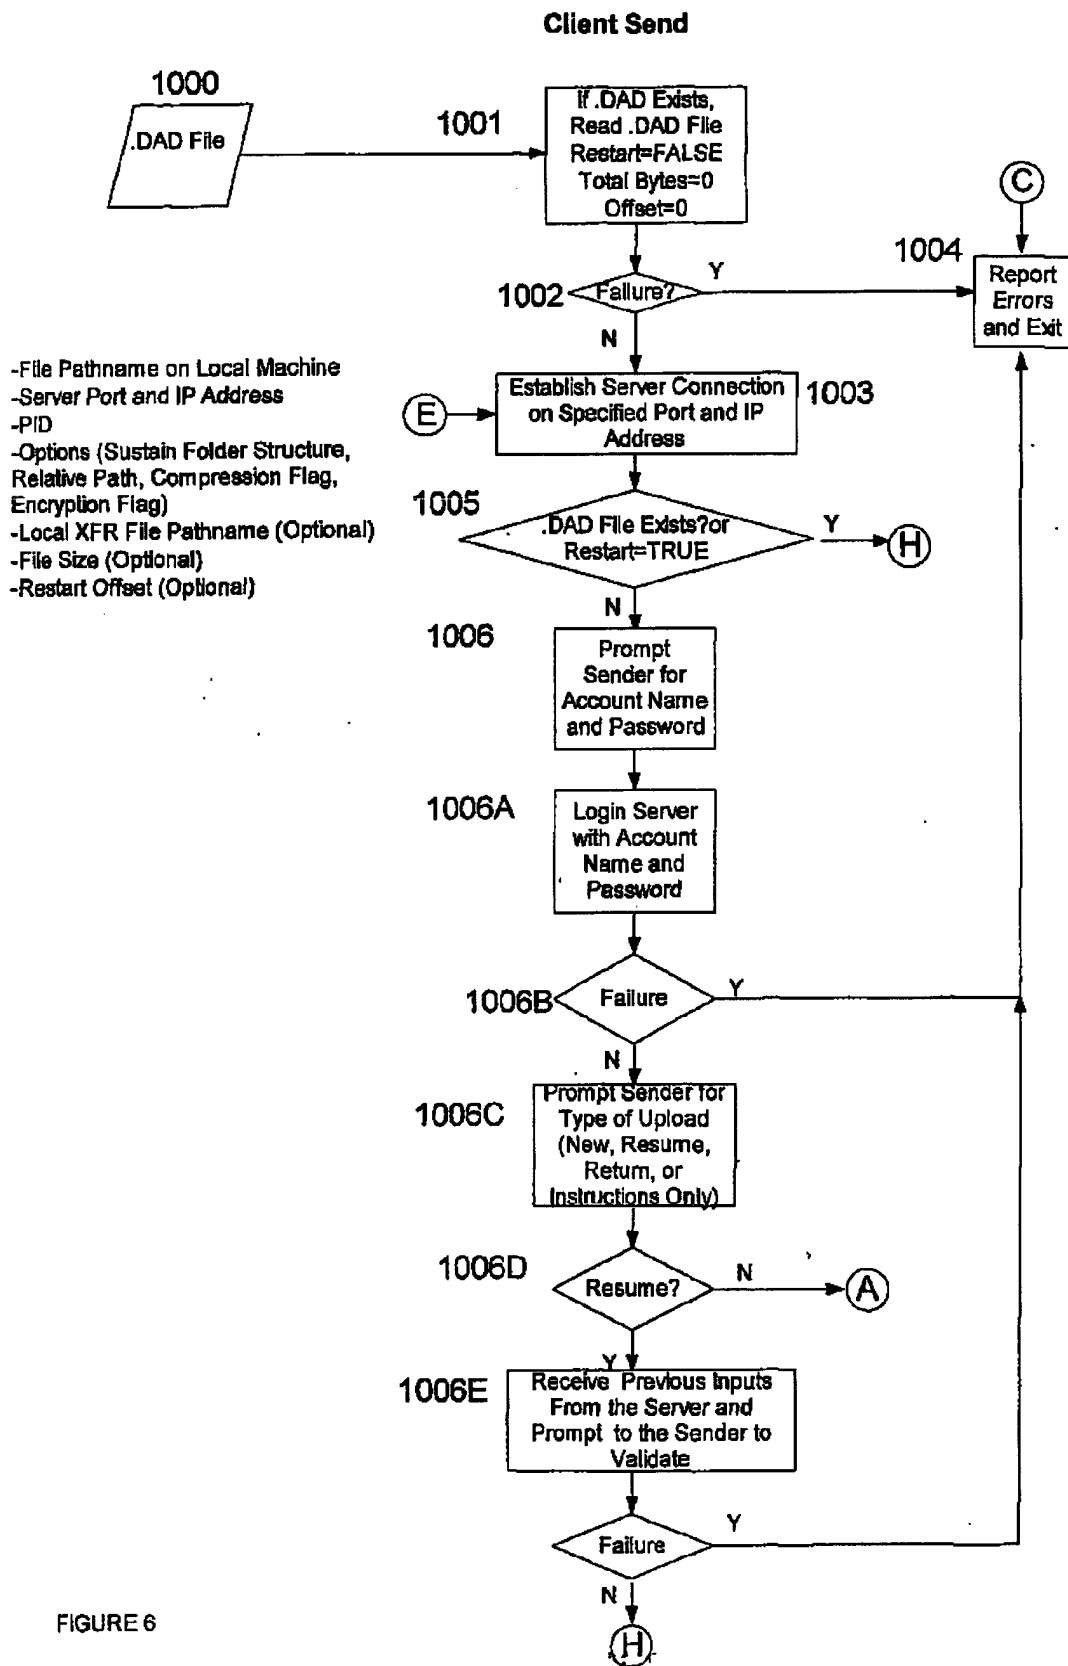 Client Send
1000
.DAD File
1001
If .DAD Exists,
Read .DAD File
Restart=FALSE
Total Bytes=0
Offset=0
C
1004
Report
Errors
and Exit
1002
Failure?
Y
N
-File Pathname on Local Machine
-Server Port and IP Address
-PID
-Options (Sustain Folder Structure,
Relative Path, Compression Flag,
Encryption Flag)
-Local XFR File Pathname (Optional)
-File Size (Optional)
-Restart Offset (Optional)
E
Establish Server Connection
on Specified Port and IP
Address
1003
1005
.DAD File Exists?or
Restart=TRUE
Y
H
N
1006
Prompt
Sender for
Account Name
and Password
1006A
Login Server
with Account
Name and
Password
1006B
Failure
Y
N
1006C
Prompt Sender for
Type of Upload
(New, Resume,
Return, or
Instructions Only)
1006D
Resume?
N
A
Y
1006E
Receive Previous Inputs
From the Server and
Prompt to the Sender to
Validate
Failure
Y
N
H
FIGURE 6